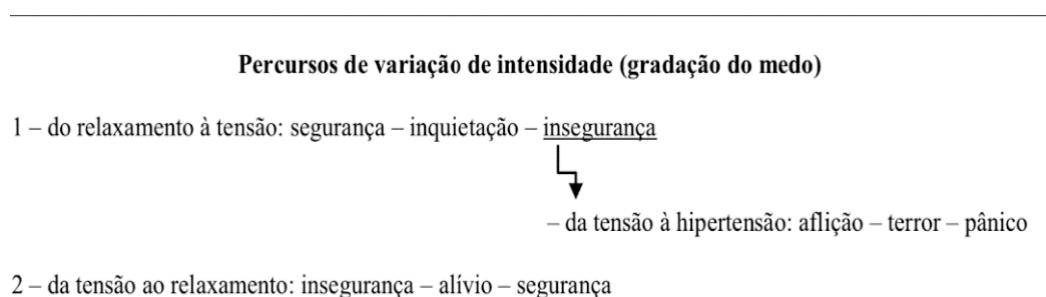 Percursos de variação de intensidade (gradação do medo)
1 – do relaxamento à tensão: segurança – inquietação – insegurança
– da tensão à hipertensão: aflição – terror – pânico
2 – da tensão ao relaxamento: insegurança – alívio – segurança